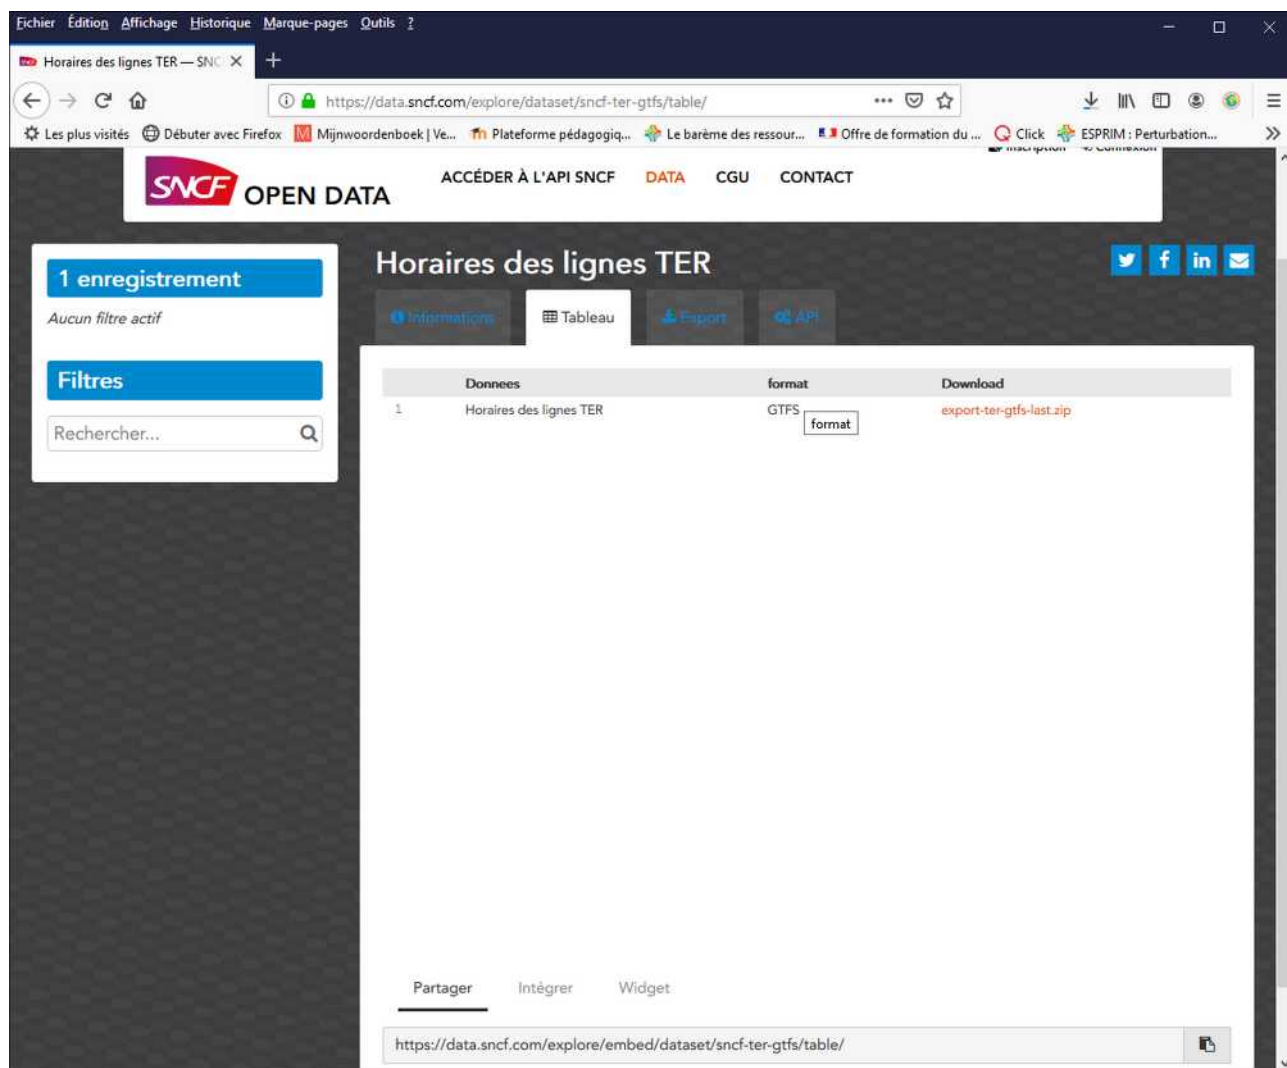 Fichier Édition Affichage Historique Marque-pages Outils ?
Horaires des lignes TER — SNC
https://data.sncf.com/explore/dataset/sncf-ter-gtfs/table/
Les plus visités Débuter avec Firefox Mijnwoordenboek | Ve... Plateforme pédagogiq... Le barème des ressour... Offre de formation du ... Click ESPRIM : Perturbation...
Inscription Connexion
SNCF OPEN DATA
ACCÉDER À L'API SNCF DATA CGU CONTACT
1 enregistrement
Aucun filtre actif
Filtres
Rechercher...
Horaires des lignes TER
Informations Tableau Export API
Donnees format Download
1 Horaires des lignes TER GTFS export-ter-gtfs-last.zip
format
Partager Intégrer Widget
https://data.sncf.com/explore/embed/dataset/sncf-ter-gtfs/table/